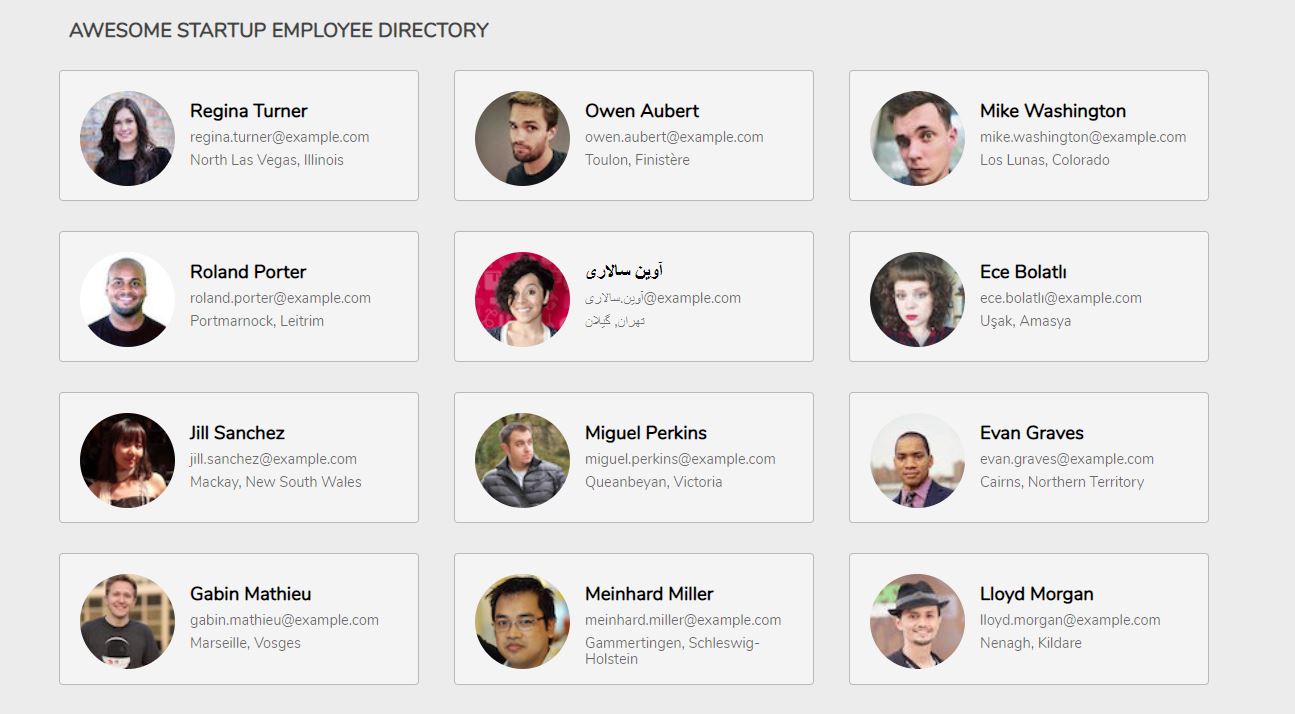 AWESOME STARTUP EMPLOYEE DIRECTORY
Regina Turner
regina.turner@example.com
North Las Vegas, Illinois
Owen Aubert
owen.aubert@example.com
Toulon, Finistère
Mike Washington
mike.washington@example.com
Los Lunas, Colorado
Roland Porter
roland.porter@example.com
Portmarnock, Leitrim
آوین سالاری
آوین.سالاری@example.com
تهران, گیلان
Ece Bolatlı
ece.bolatlı@example.com
Uşak, Amasya
Jill Sanchez
jill.sanchez@example.com
Mackay, New South Wales
Miguel Perkins
miguel.perkins@example.com
Queanbeyan, Victoria
Evan Graves
evan.graves@example.com
Cairns, Northern Territory
Gabin Mathieu
gabin.mathieu@example.com
Marseille, Vosges
Meinhard Miller
meinhard.miller@example.com
Gammertingen, Schleswig-
Holstein
Lloyd Morgan
lloyd.morgan@example.com
Nenagh, Kildare